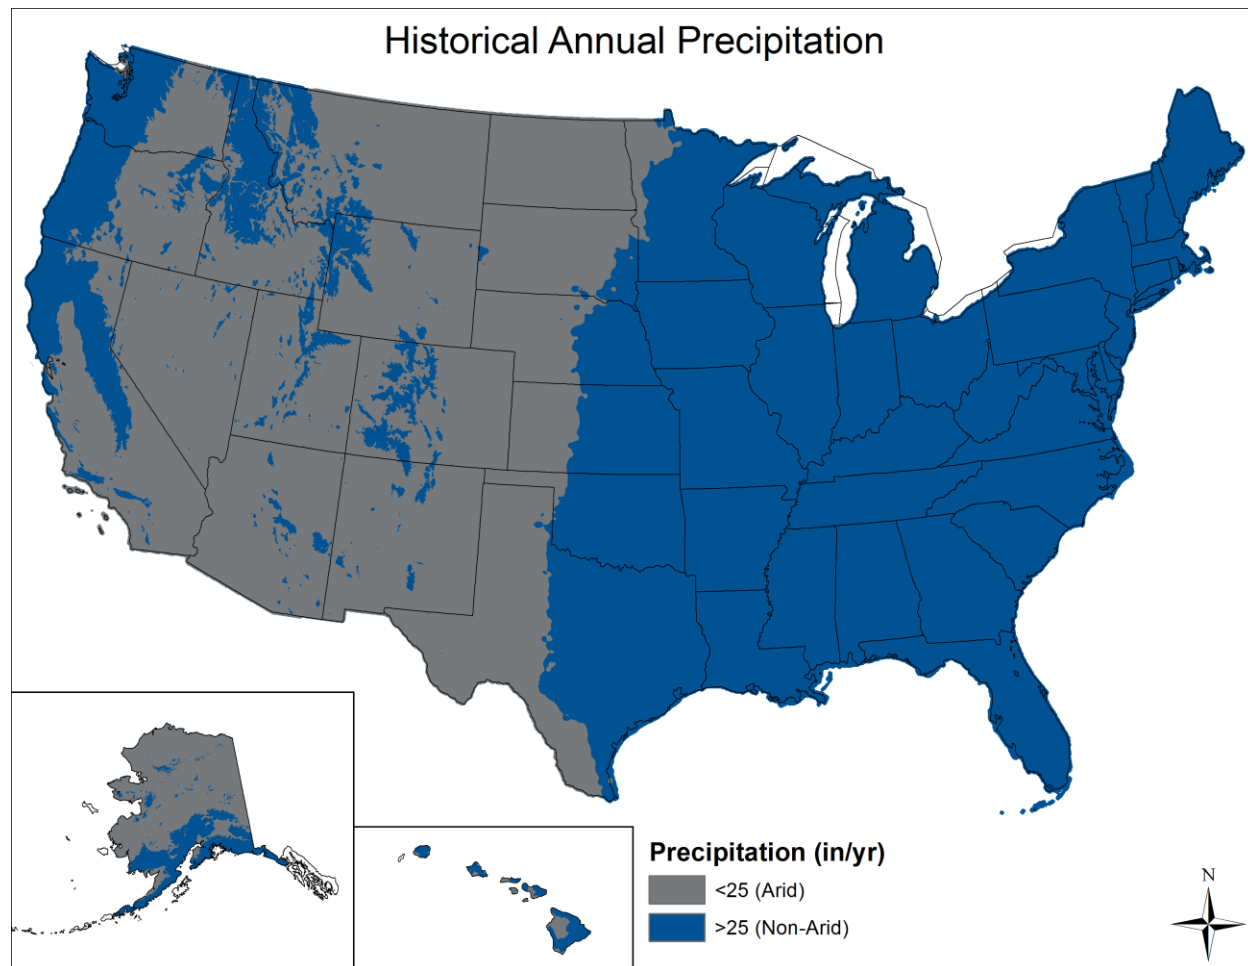 Historical Annual Precipitation
Precipitation (in/yr)
<25 (Arid)
>25 (Non-Arid)
N